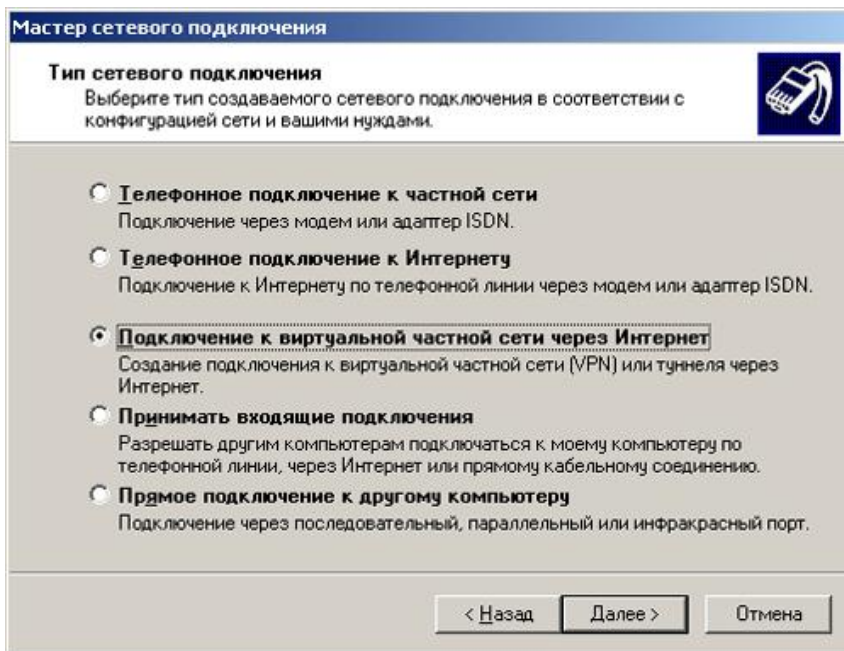 Мастер сетевого подключения
Тип сетевого подключения
Выберите тип создаваемого сетевого подключения в соответствии с
конфигурацией сети и вашими нуждами.
Телефонное подключение к частной сети
Подключение через модем или адаптер ISDN.
Телефонное подключение к Интернету
Подключение к Интернету по телефонной линии через модем или адаптер ISDN.
Подключение к виртуальной частной сети через Интернет
Создание подключения к виртуальной частной сети (VPN) или туннеля через
Интернет.
Принимать входящие подключения
Разрешать другим компьютерам подключаться к моему компьютеру по
телефонной линии, через Интернет или прямому кабельному соединению.
Прямое подключение к другому компьютеру
Подключение через последовательный, параллельный или инфракрасный порт.
< Назад Далее > Отмена